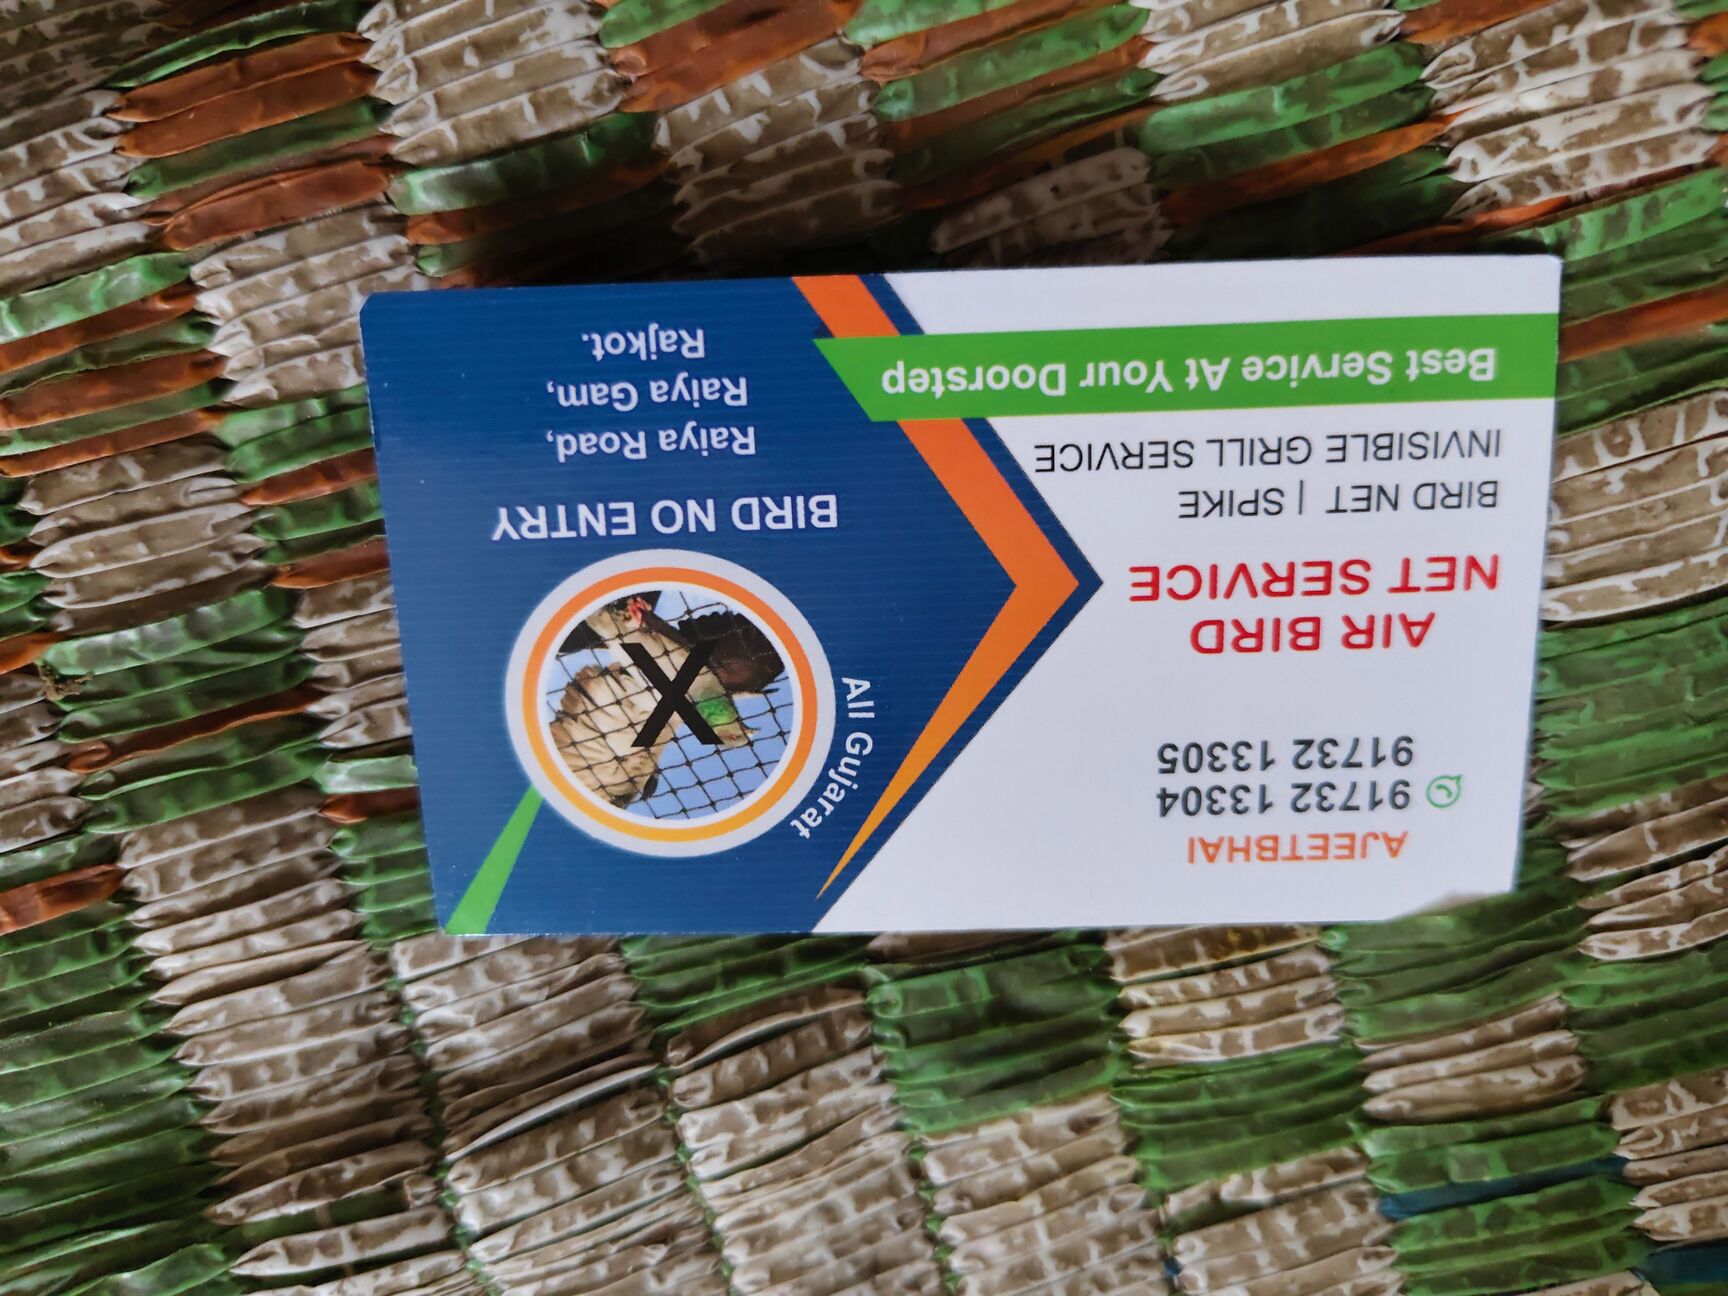 AJEETBHAI
91732 13304
91732 13305
AIR BIRD
NET SERVICE
BIRD NET | SPIKE
INVISIBLE GRILL SERVICE
Best Service At Your Doorstep
All Gujarat
X
BIRD NO ENTRY
Raiya Road,
Raiya Gam,
Rajkot.